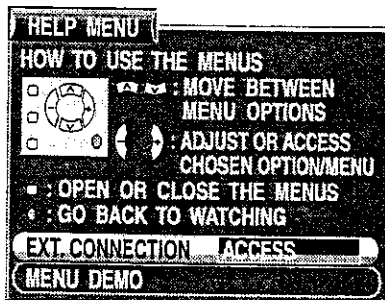 HELP MENU
HOW TO USE THE MENUS
: MOVE BETWEEN
MENU OPTIONS
: ADJUST OR ACCESS
CHOSEN OPTION/MENU
: OPEN OR CLOSE THE MENUS
: GO BACK TO WATCHING
EXT. CONNECTION ACCESS
MENU DEMO